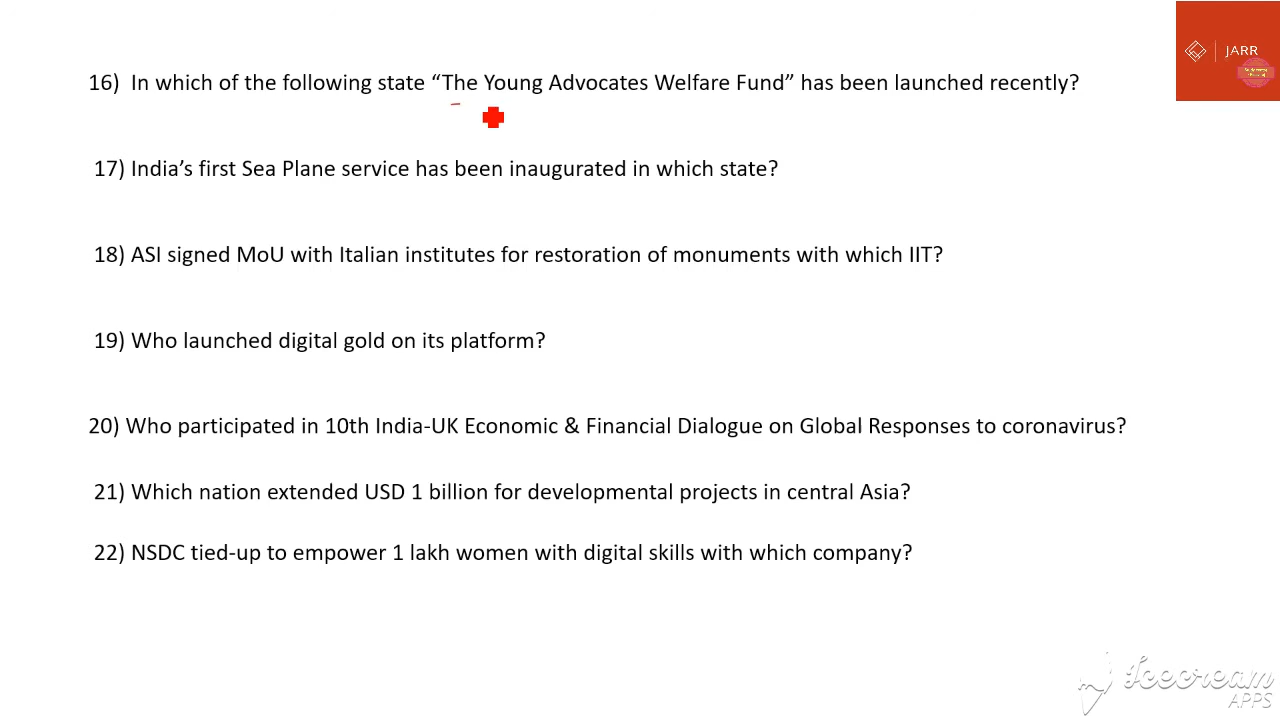 JARR
16) In which of the following state “The Young Advocates Welfare Fund” has been launched recently?
17) India’s first Sea Plane service has been inaugurated in which state?
18) ASI signed MoU with Italian institutes for restoration of monuments with which IIT?
19) Who launched digital gold on its platform?
20) Who participated in 10th India-UK Economic & Financial Dialogue on Global Responses to coronavirus?
21) Which nation extended USD 1 billion for developmental projects in central Asia?
22) NSDC tied-up to empower 1 lakh women with digital skills with which company?
Icecream
APPS